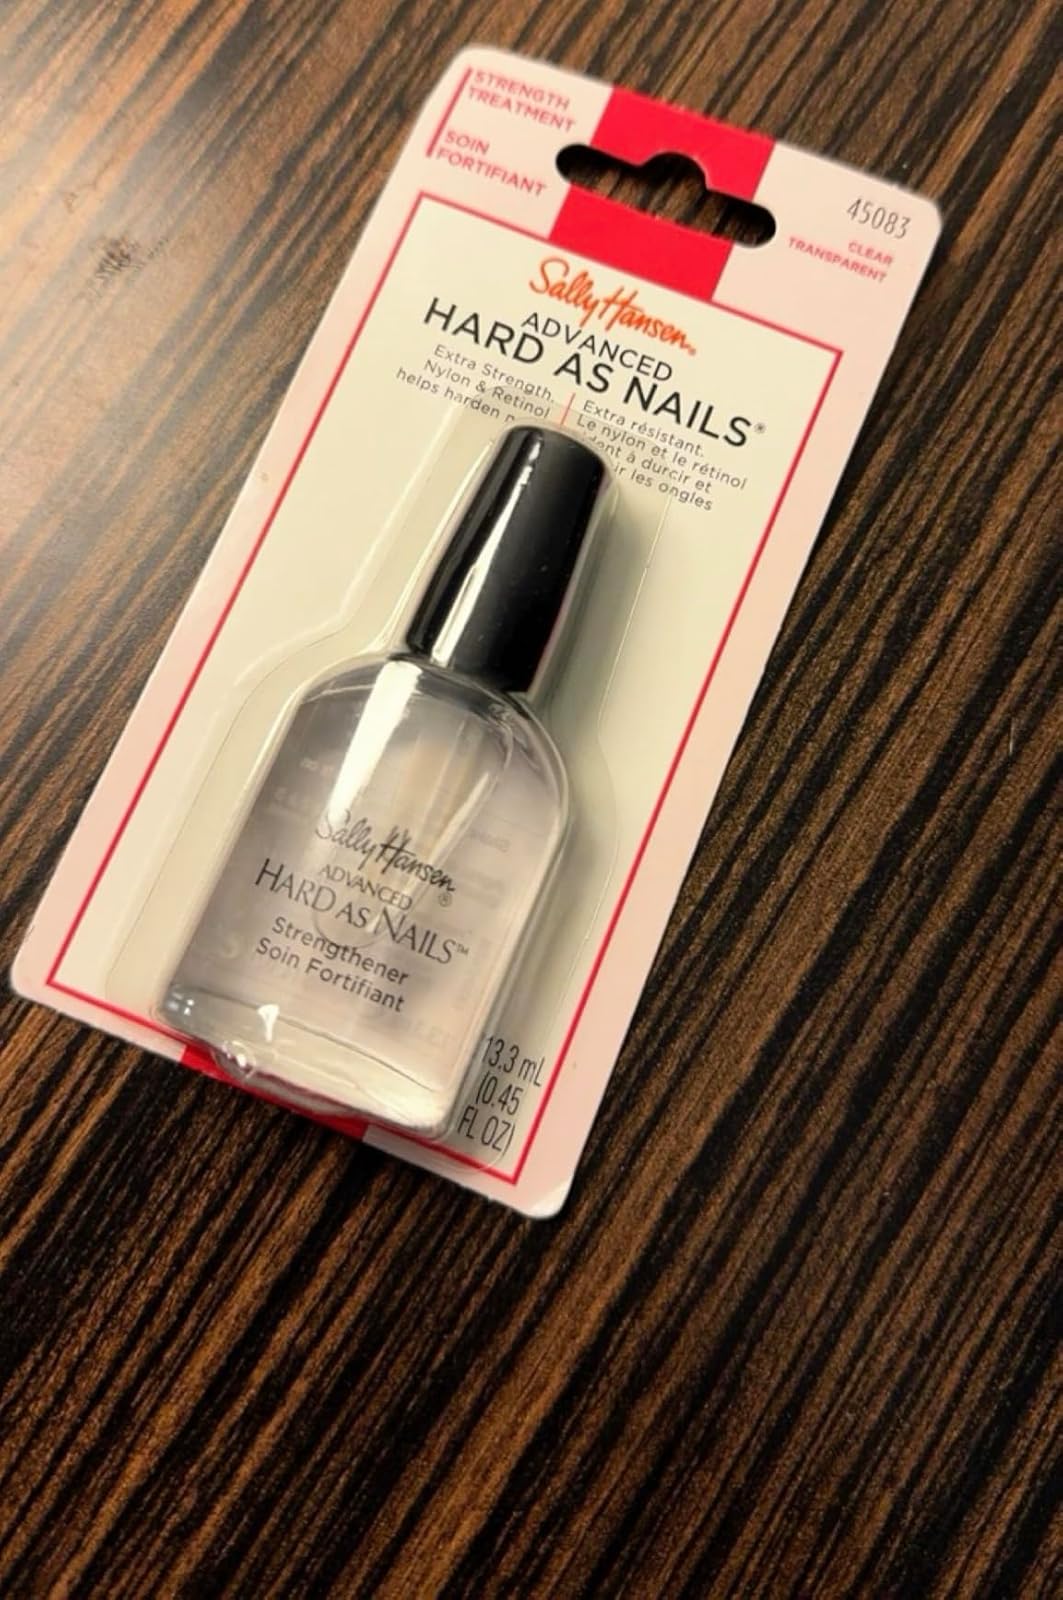 STRENGTH
TREATMENT
SOIN
FORTIFIANT
45083
CLEAR
TRANSPARENT
Sally Hansen®
ADVANCED
HARD AS NAILS®
Extra Strength.
Nylon & Retinol
helps harden
Extra résistant.
Le nylon et le rétinol
à durcir et
les ongles
Sally Hansen®
ADVANCED
HARD AS NAILS™
Strengthener
Soin Fortifiant
13.3 mL
(0.45
FL OZ)